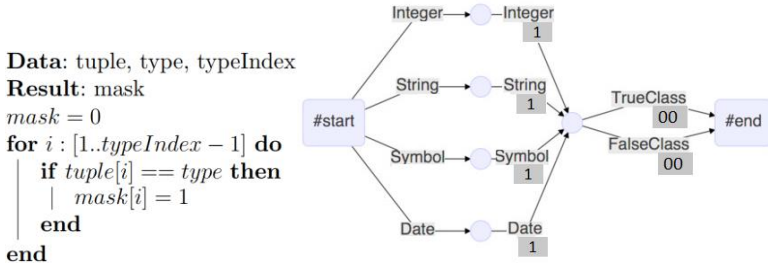 Data: tuple, type, typeIndex
Result: mask
mask = 0
for i : [1..typeIndex − 1] do
if tuple[i] == type then
mask[i] = 1
end
end
#start
Integer
Integer
1
String
String
1
Symbol
Symbol
1
Date
Date
1
TrueClass
00
FalseClass
00
#end